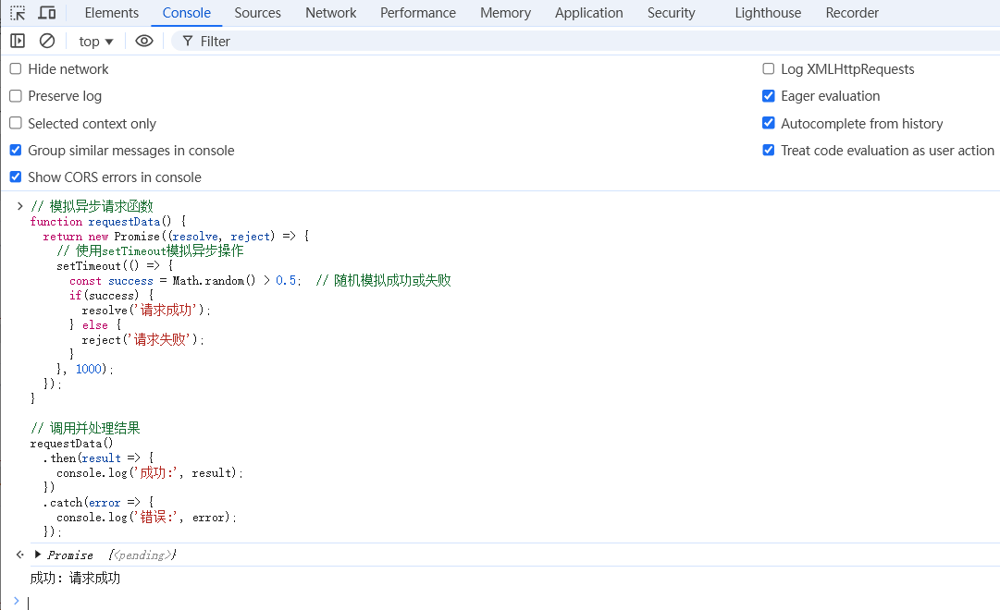 Elements Console Sources Network Performance Memory Application Security Lighthouse Recorder
top Filter
Hide network Log XMLHttpRequests
Preserve log Eager evaluation
Selected context only Autocomplete from history
Group similar messages in console Treat code evaluation as user action
Show CORS errors in console
// 模拟异步请求函数
function requestData() {
  return new Promise((resolve, reject) => {
    // 使用setTimeout模拟异步操作
    setTimeout(() => {
      const success = Math.random() > 0.5;  // 随机模拟成功或失败
      if(success) {
        resolve('请求成功');
      } else {
        reject('请求失败');
      }
    }, 1000);
  });
}
// 调用并处理结果
requestData()
  .then(result => {
    console.log('成功:', result);
  })
  .catch(error => {
    console.log('错误:', error);
  });
Promise {<pending>}
成功: 请求成功